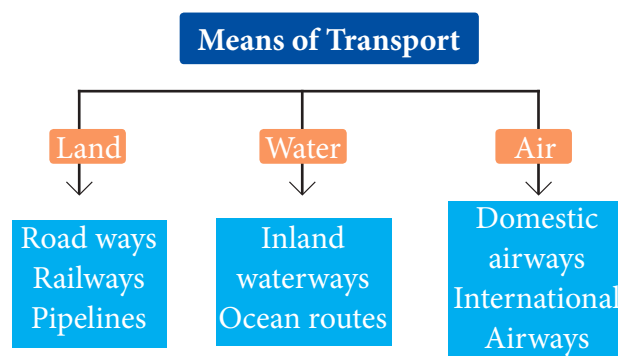 Means of Transport
Land
Water
Air
Road ways
Railways
Pipelines
Inland
waterways
Ocean routes
Domestic
airways
International
Airways